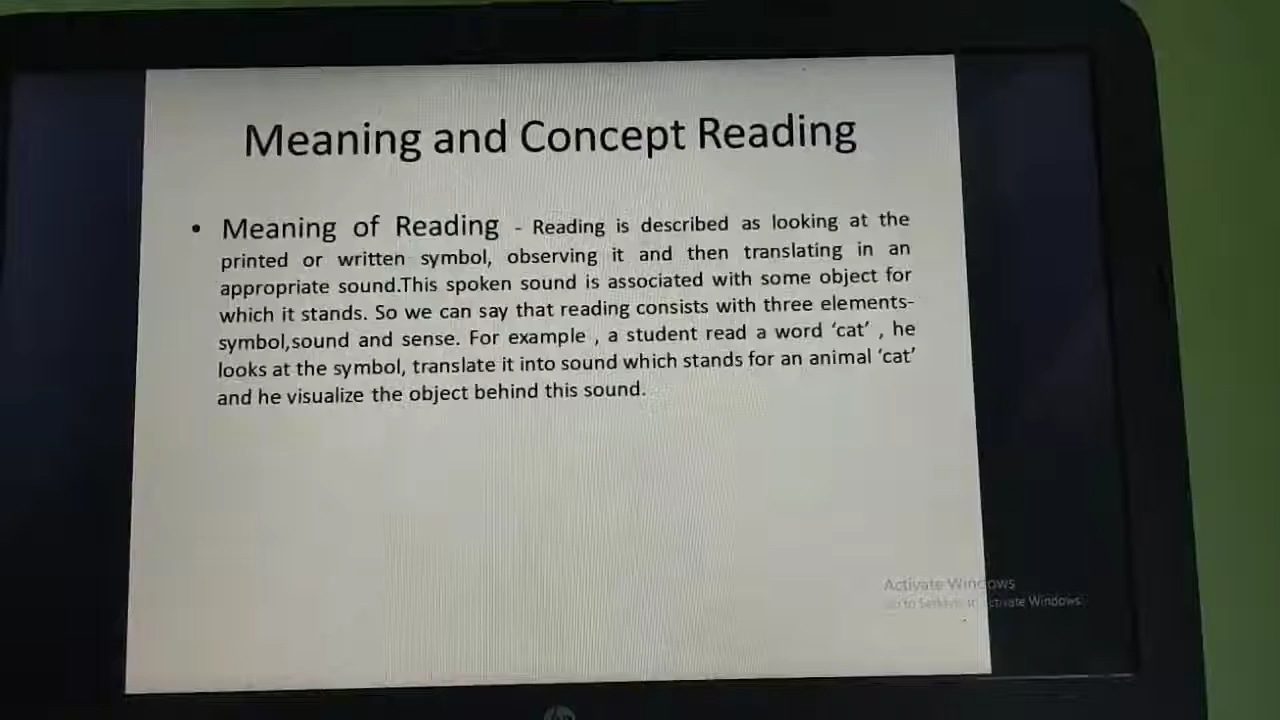 Meaning and Concept Reading
• Meaning of Reading - Reading is described as looking at the
printed or written symbol, observing it and then translating in an
appropriate sound.This spoken sound is associated with some object for
which it stands. So we can say that reading consists with three elements-
symbol,sound and sense. For example , a student read a word ‘cat’ , he
looks at the symbol, translate it into sound which stands for an animal ‘cat’
and he visualize the object behind this sound.
Activate Windows
to activate Windows.
hp